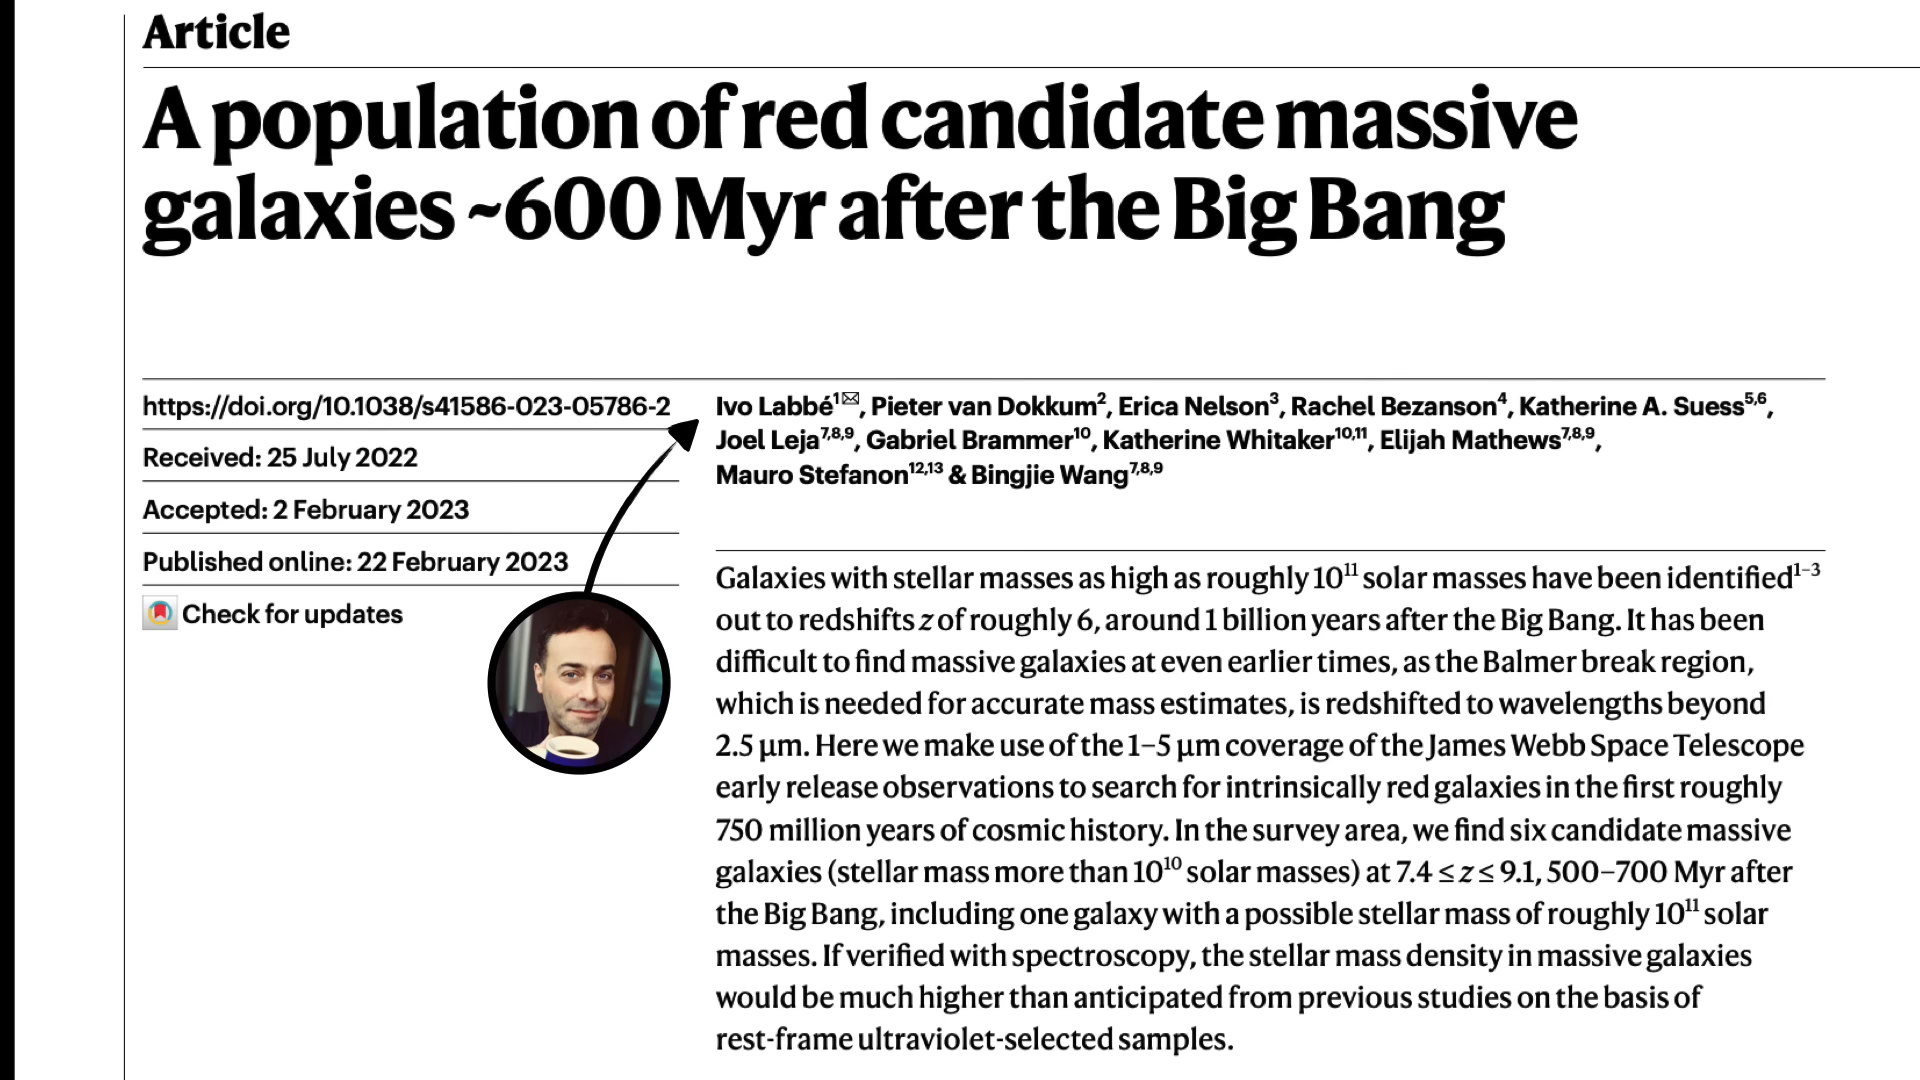 Article
A population of red candidate massive
galaxies ~600 Myr after the Big Bang
https://doi.org/10.1038/s41586-023-05786-2
Received: 25 July 2022
Accepted: 2 February 2023
Published online: 22 February 2023
Check for updates
Ivo Labbé1✉, Pieter van Dokkum2, Erica Nelson3, Rachel Bezanson4, Katherine A. Suess5,6,
Joel Leja7,8,9, Gabriel Brammer10, Katherine Whitaker10,11, Elijah Mathews7,8,9,
Mauro Stefanon12,13 & Bingjie Wang7,8,9
Galaxies with stellar masses as high as roughly 10¹¹ solar masses have been identified1–3
out to redshifts z of roughly 6, around 1 billion years after the Big Bang. It has been
difficult to find massive galaxies at even earlier times, as the Balmer break region,
which is needed for accurate mass estimates, is redshifted to wavelengths beyond
2.5 μm. Here we make use of the 1–5 μm coverage of the James Webb Space Telescope
early release observations to search for intrinsically red galaxies in the first roughly
750 million years of cosmic history. In the survey area, we find six candidate massive
galaxies (stellar mass more than 10¹⁰ solar masses) at 7.4 ≤ z ≤ 9.1, 500–700 Myr after
the Big Bang, including one galaxy with a possible stellar mass of roughly 10¹¹ solar
masses. If verified with spectroscopy, the stellar mass density in massive galaxies
would be much higher than anticipated from previous studies on the basis of
rest-frame ultraviolet-selected samples.